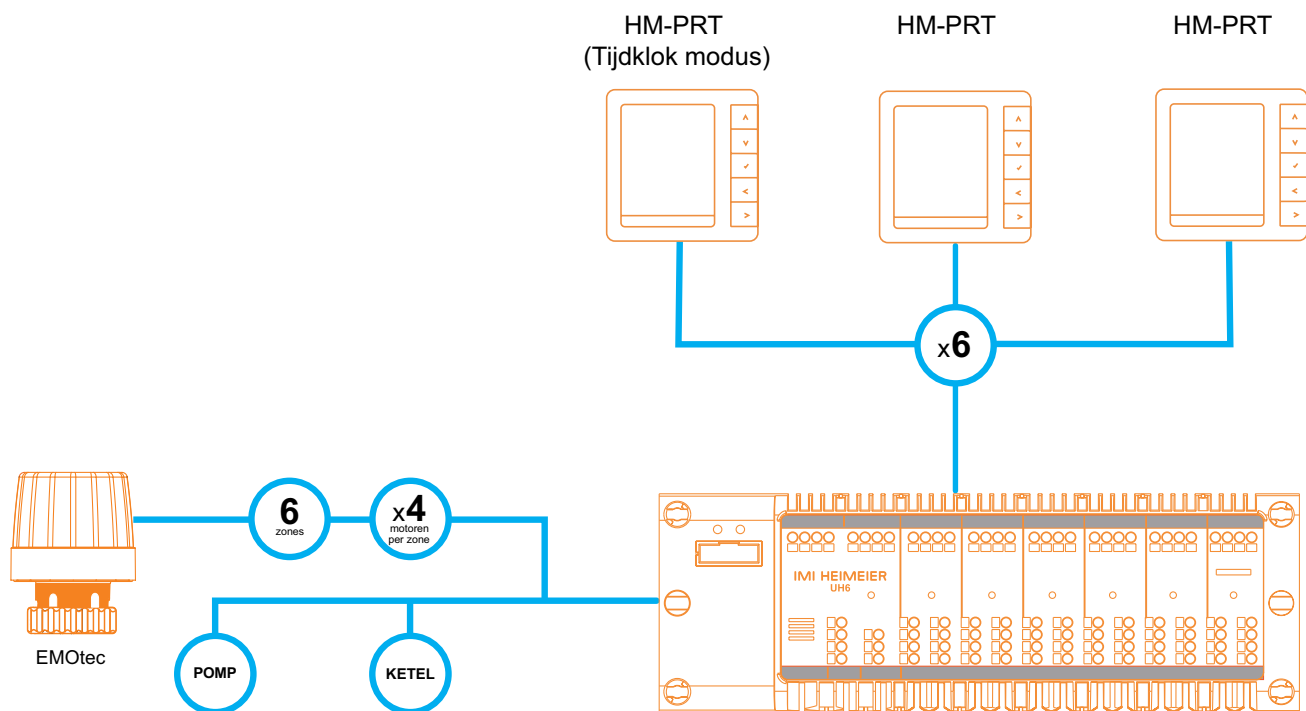 HM-PRT
(Tijdklok modus)
HM-PRT
HM-PRT
x6
6
zones
x4
motoren
per zone
EMOtec
POMP
KETEL
IMI HEIMEIER
UH6